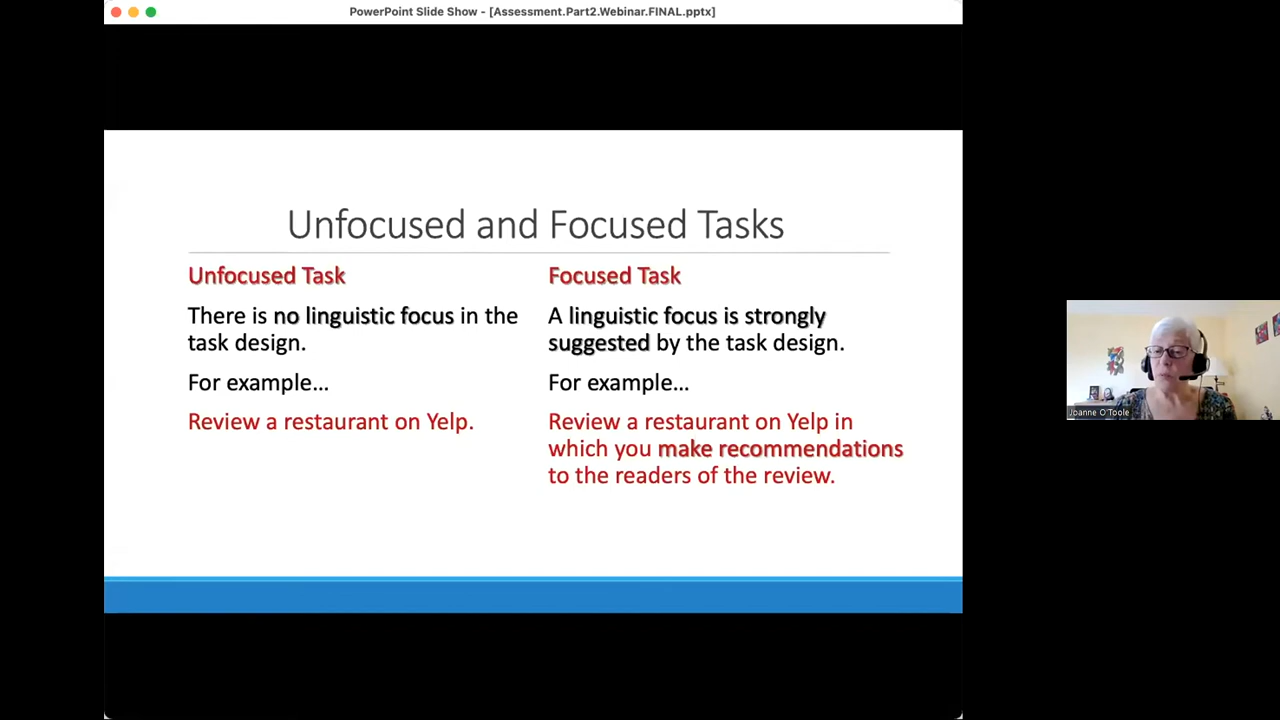 PowerPoint Slide Show - [Assessment.Part2.Webinar.FINAL.pptx]
Unfocused and Focused Tasks
Unfocused Task
There is no linguistic focus in the
task design.
For example...
Review a restaurant on Yelp.
Focused Task
A linguistic focus is strongly
suggested by the task design.
For example...
Review a restaurant on Yelp in
which you make recommendations
to the readers of the review.
Joanne O'Toole